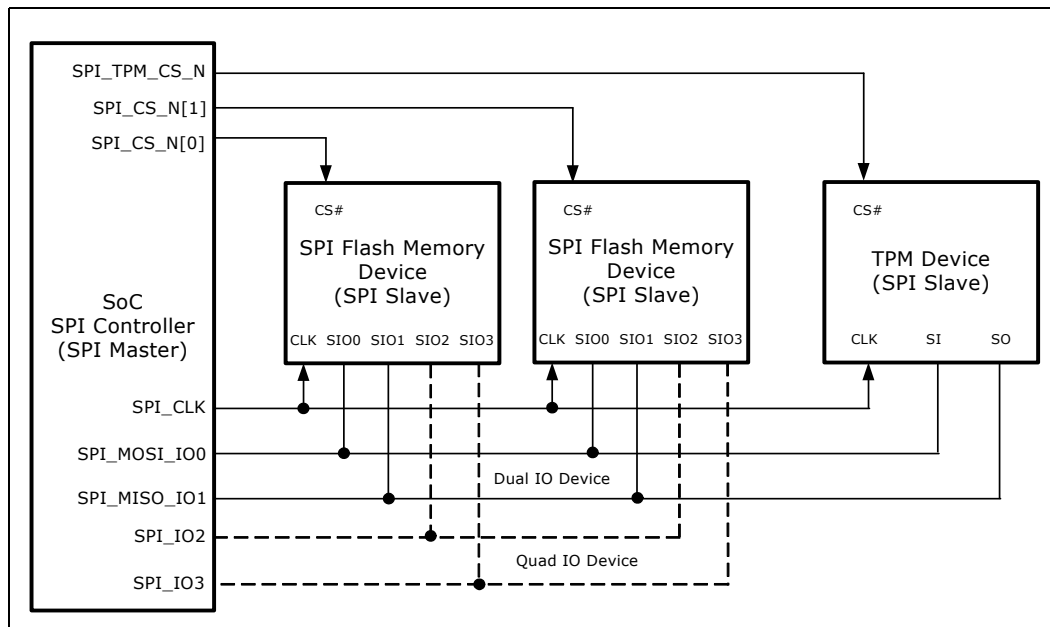 SPI_TPM_CS_N
SPI_CS_N[1]
SPI_CS_N[0]
SoC
SPI Controller
(SPI Master)
SPI_CLK
SPI_MOSI_IO0
SPI_MISO_IO1
SPI_IO2
SPI_IO3
CS#
SPI Flash Memory
Device
(SPI Slave)
CLK SIO0 SIO1 SIO2 SIO3
CS#
SPI Flash Memory
Device
(SPI Slave)
CLK SIO0 SIO1 SIO2 SIO3
CS#
TPM Device
(SPI Slave)
CLK SI SO
Dual IO Device
Quad IO Device